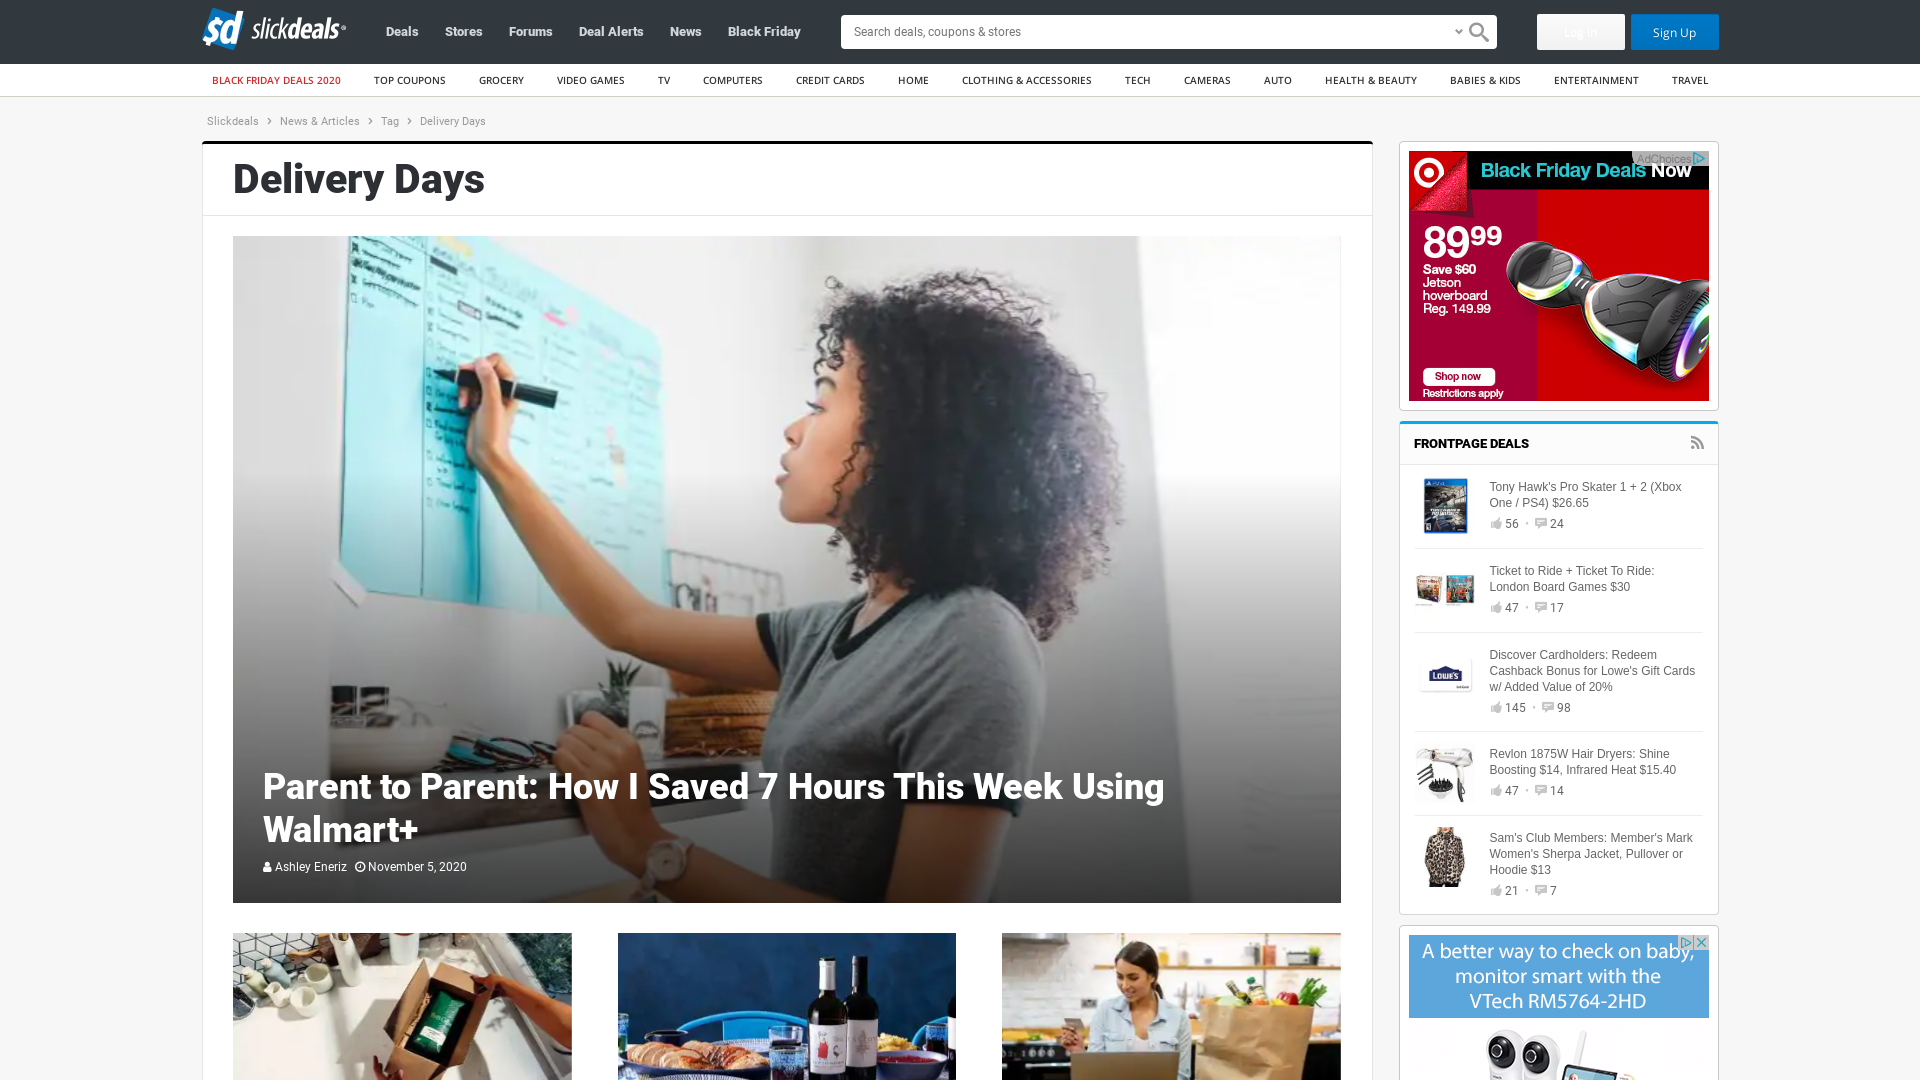 slickdeals
Deals
Stores
Forums
Deal Alerts
News
Black Friday
Search deals, coupons & stores
Log In
Sign Up
BLACK FRIDAY DEALS 2020
TOP COUPONS
GROCERY
VIDEO GAMES
TV
COMPUTERS
CREDIT CARDS
HOME
CLOTHING & ACCESSORIES
TECH
CAMERAS
AUTO
HEALTH & BEAUTY
BABIES & KIDS
ENTERTAINMENT
TRAVEL
Slickdeals > News & Articles > Tag > Delivery Days
Delivery Days
Parent to Parent: How I Saved 7 Hours This Week Using
Walmart+
Ashley Eneriz November 5, 2020
AdChoices
Black Friday Deals Now
89.99
Save $60
Jetson
hoverboard
Reg. 149.99
Shop now
Restrictions apply
FRONTPAGE DEALS
Tony Hawk's Pro Skater 1 + 2 (Xbox
One / PS4) $26.65
56 • 24
Ticket to Ride + Ticket To Ride:
London Board Games $30
47 • 17
LOWE'S
Discover Cardholders: Redeem
Cashback Bonus for Lowe's Gift Cards
w/ Added Value of 20%
145 • 98
Revlon 1875W Hair Dryers: Shine
Boosting $14, Infrared Heat $15.40
47 • 14
Sam's Club Members: Member's Mark
Women's Sherpa Jacket, Pullover or
Hoodie $13
21 • 7
A better way to check on baby,
monitor smart with the
VTech RM5764-2HD